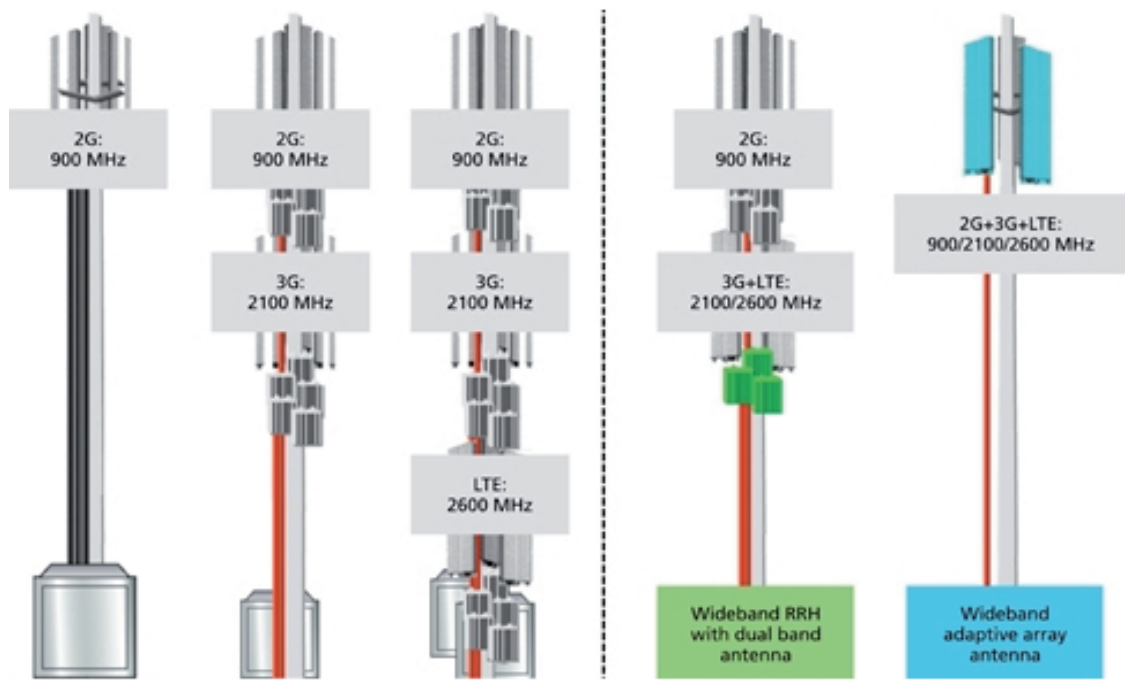 2G:
900 MHz
2G:
900 MHz
3G:
2100 MHz
2G:
900 MHz
3G:
2100 MHz
LTE:
2600 MHz
2G:
900 MHz
3G+LTE:
2100/2600 MHz
Wideband RRH
with dual band
antenna
2G+3G+LTE:
900/2100/2600 MHz
Wideband
adaptive array
antenna